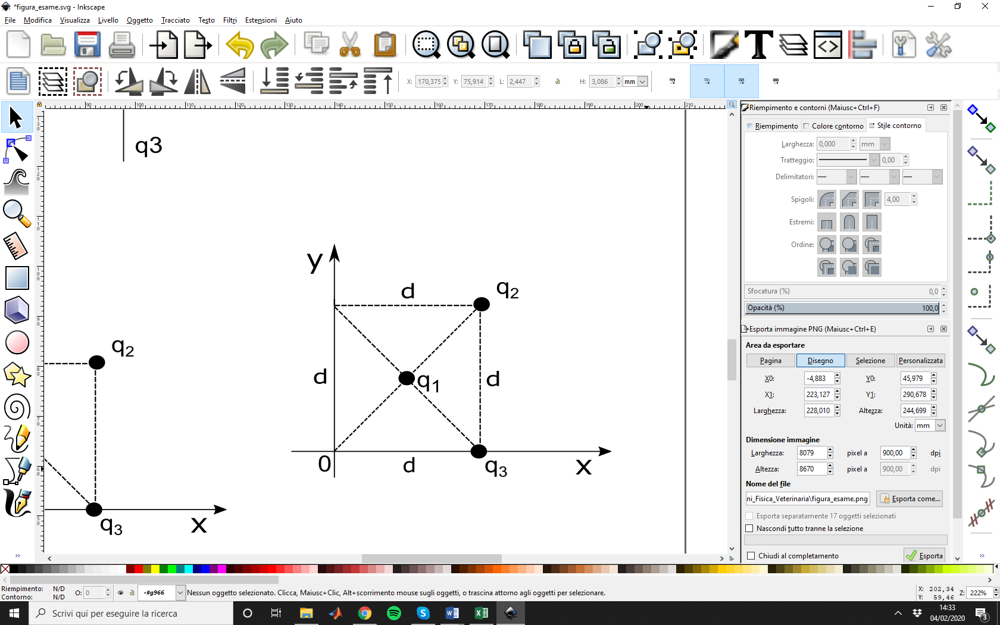 *figura_esame.svg - Inkscape
File Modifica Visualizza Livello Oggetto Tracciato Testo Filtri Estensioni Aiuto
X: 170,375 Y: 75,914 L: 2,447 H: 3,086 mm
90 100 110 120 130 140 150 160 170 180 190 200 210
q3
y
d
q2
d
q1
d
0
d
q3
x
q2
q3
x
Riempimento e contorni (Maiusc+Ctrl+F)
Riempimento Colore contorno Stile contorno
Larghezza: 0,000 mm
Tratteggio: 0,00
Delimitatori:
Spigoli: 4,00
Estremi:
Ordine:
Sfocatura (%) 0,0
Opacità (%) 100,0
Esporta immagine PNG (Maiusc+Ctrl+E)
Area da esportare
Pagina Disegno Selezione Personalizzata
X0: -4,883 Y0: 45,979
X1: 223,127 Y1: 290,678
Larghezza: 228,010 Altezza: 244,699
Unità: mm
Dimensione immagine
Larghezza: 8079 pixel a 900,00 dpi
Altezza: 8670 pixel a 900,00 dpi
Nome del file
ni_Fisica_Veterinaria\figura_esame.png Esporta come...
Esporta separatamente 17 oggetti selezionati
Nascondi tutto tranne la selezione
Chiudi al completamento Esporta
Riempimento: N/D
Contorno: N/D
O: 0
•#g966
Nessun oggetto selezionato. Clicca, Maiusc+Clic, Alt+scorrimento mouse sugli oggetti, o trascina attorno agli oggetti per selezionare.
X: 202,34
Y: 59,46
Z: 222%
Scrivi qui per eseguire la ricerca
14:33
04/02/2020
3